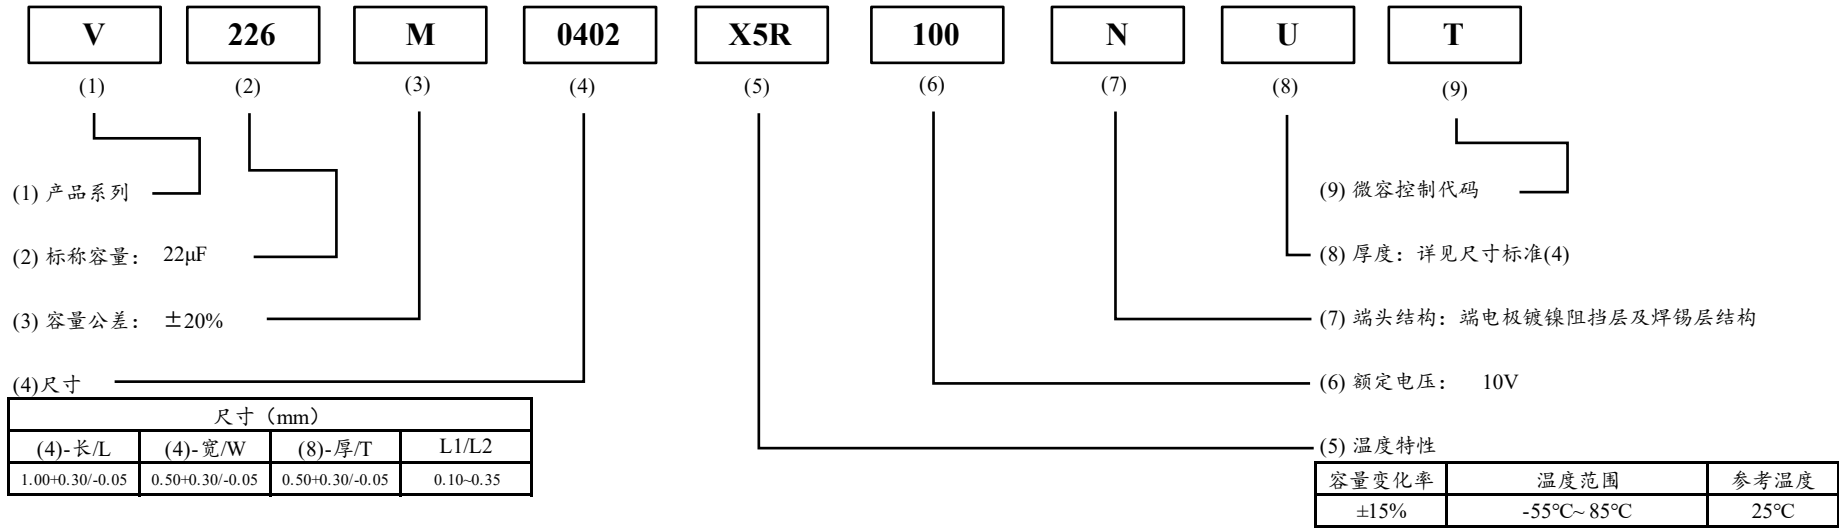 V 226 M 0402 X5R 100 N U T
(1) (2) (3) (4) (5) (6) (7) (8) (9)
(1) 产品系列
(9) 微容控制代码
(2) 标称容量： 22μF
(8) 厚度：详见尺寸标准(4)
(3) 容量公差： ±20%
(7) 端头结构：端电极镀镍阻挡层及焊锡层结构
(4)尺寸
(6) 额定电压： 10V
尺寸（mm）
(4)-长/L (4)-宽/W (8)-厚/T L1/L2
1.00+0.30/-0.05 0.50+0.30/-0.05 0.50+0.30/-0.05 0.10~0.35
(5) 温度特性
容量变化率 温度范围 参考温度
±15% -55℃~ 85℃ 25℃